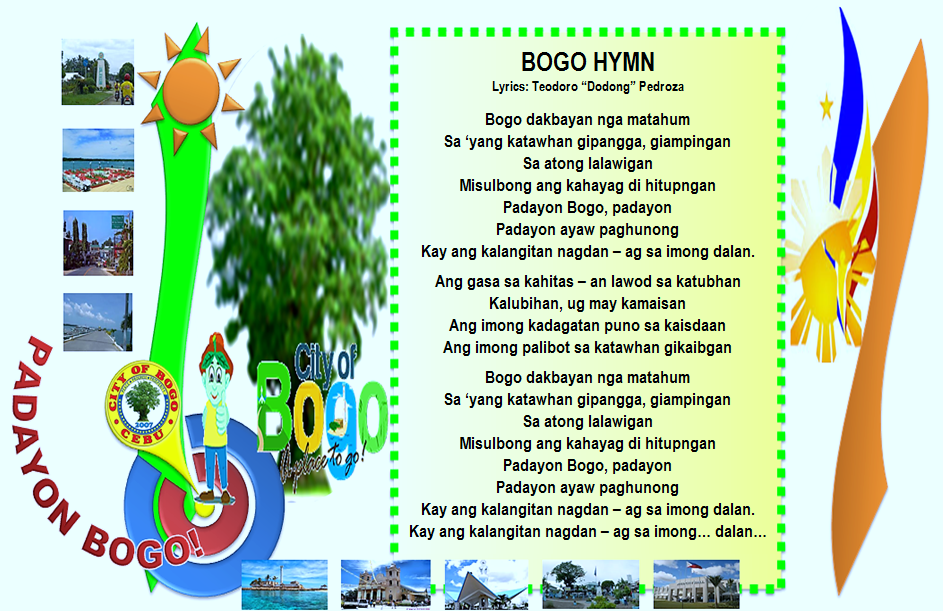 BOGO HYMN
Lyrics: Teodoro “Dodong” Pedroza
Bogo dakbayan nga matahum
Sa ‘yang katawhan gipangga, giampingan
Sa atong lalawigan
Misulbong ang kahayag di hitupngan
Padayon Bogo, padayon
Padayon ayaw paghunong
Kay ang kalangitan nagdan – ag sa imong dalan.
Ang gasa sa kahitas – an lawod sa katubhan
Kalubihan, ug may kamaisan
Ang imong kadagatan puno sa kaisdaan
Ang imong palibot sa katawhan gikaibgan
Bogo dakbayan nga matahum
Sa ‘yang katawhan gipangga, giampingan
Sa atong lalawigan
Misulbong ang kahayag di hitupngan
Padayon Bogo, padayon
Padayon ayaw paghunong
Kay ang kalangitan nagdan – ag sa imong dalan.
Kay ang kalangitan nagdan – ag sa imong… dalan…
City of
Bogo
A place to go!
CITY OF BOGO
2007
CEBU
PADAYON BOGO!